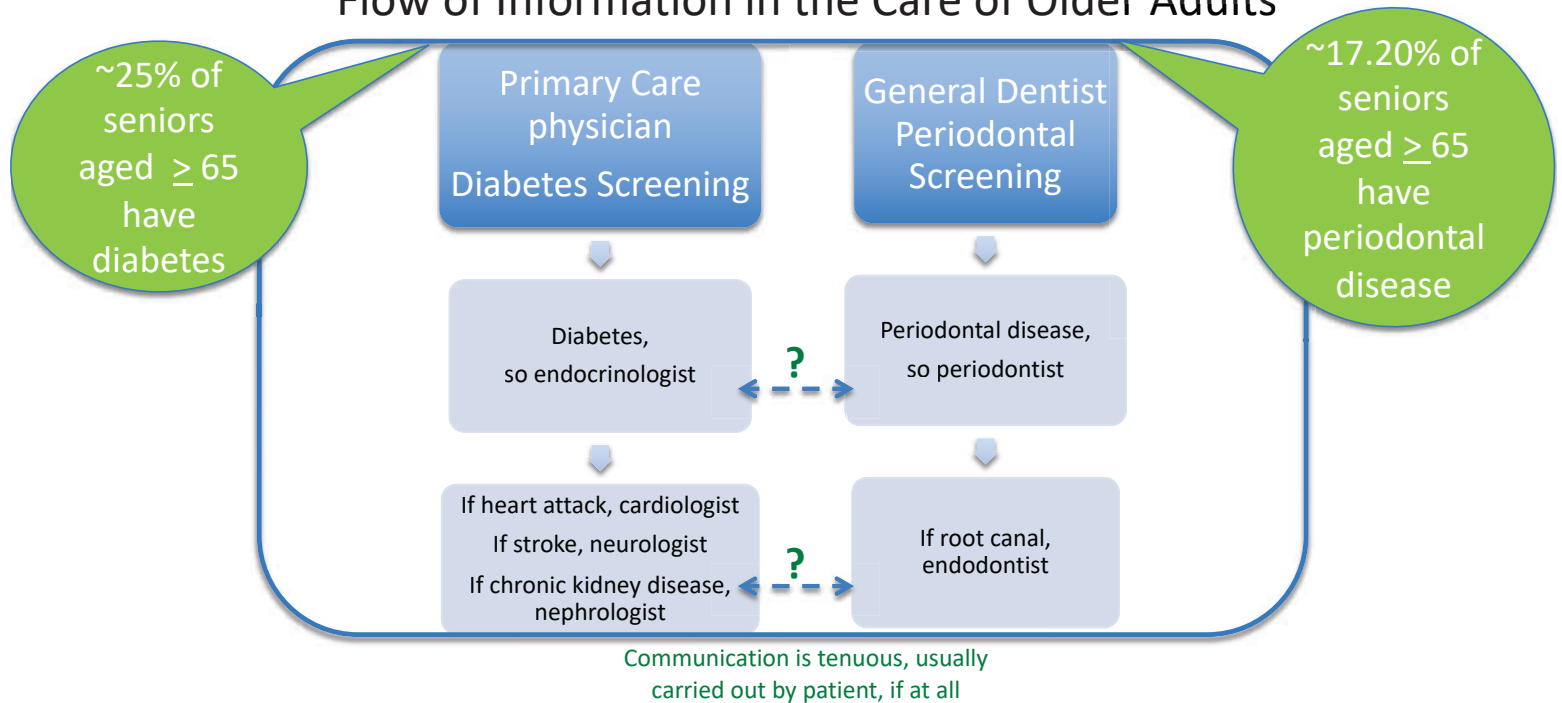 Flow of Information in the Care of Older Adults
~25% of
seniors
aged ≥ 65
have
diabetes
Primary Care
physician
Diabetes Screening
General Dentist
Periodontal
Screening
~17.20% of
seniors
aged ≥ 65
have
periodontal
disease
Diabetes,
so endocrinologist
?
Periodontal disease,
so periodontist
If heart attack, cardiologist
If stroke, neurologist
If chronic kidney disease,
nephrologist
?
If root canal,
endodontist
Communication is tenuous, usually
carried out by patient, if at all